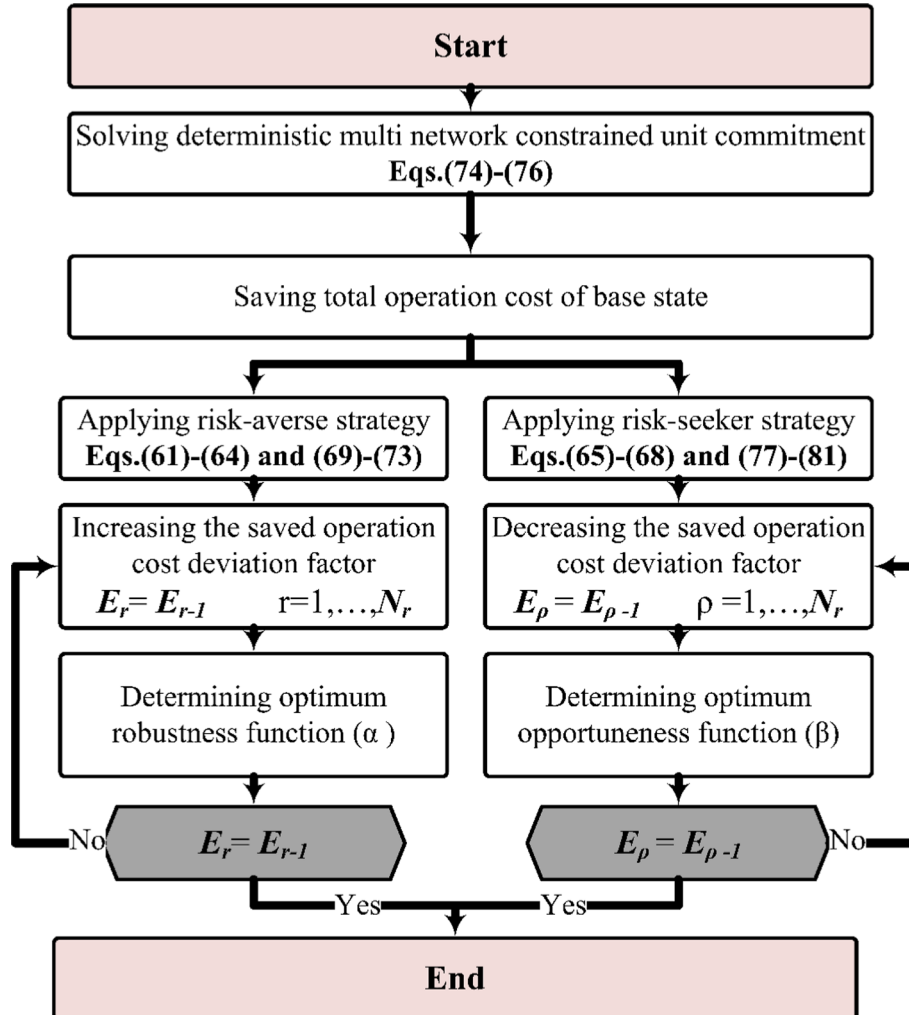 Start
Solving deterministic multi network constrained unit commitment
Eqs.(74)-(76)
Saving total operation cost of base state
Applying risk-averse strategy
Eqs.(61)-(64) and (69)-(73)
Applying risk-seeker strategy
Eqs.(65)-(68) and (77)-(81)
Increasing the saved operation
cost deviation factor
E_r= E_r-1 r=1,...,N_r
Decreasing the saved operation
cost deviation factor
E_ρ = E_ρ -1 ρ =1,...,N_r
Determining optimum
robustness function (α )
Determining optimum
opportuneness function (β)
No
E_r= E_r-1
E_ρ = E_ρ -1
No
Yes
Yes
End